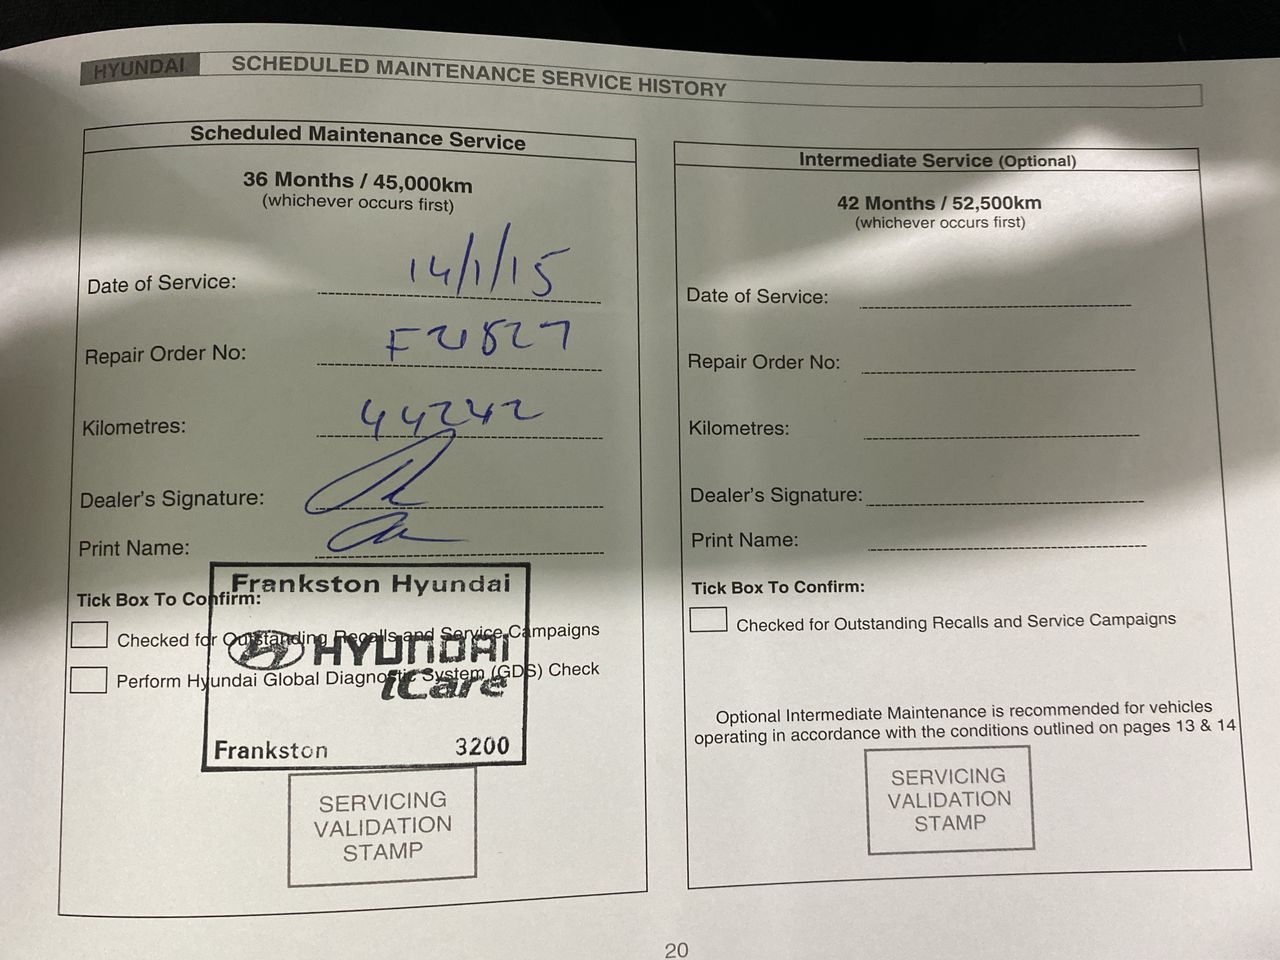 HYUNDAI SCHEDULED MAINTENANCE SERVICE HISTORY
Scheduled Maintenance Service
36 Months / 45,000km
(whichever occurs first)
Date of Service: 14/1/15
Repair Order No: F21827
Kilometres: 44242
Dealer's Signature:
Print Name:
Tick Box To Confirm:
Checked for Outstanding Recalls and Service Campaigns
Perform Hyundai Global Diagnostic System (GDS) Check
Frankston Hyundai
HYUNDAI
iCare
Frankston 3200
SERVICING
VALIDATION
STAMP
Intermediate Service (Optional)
42 Months / 52,500km
(whichever occurs first)
Date of Service:
Repair Order No:
Kilometres:
Dealer's Signature:
Print Name:
Tick Box To Confirm:
Checked for Outstanding Recalls and Service Campaigns
Optional Intermediate Maintenance is recommended for vehicles
operating in accordance with the conditions outlined on pages 13 & 14
SERVICING
VALIDATION
STAMP
20